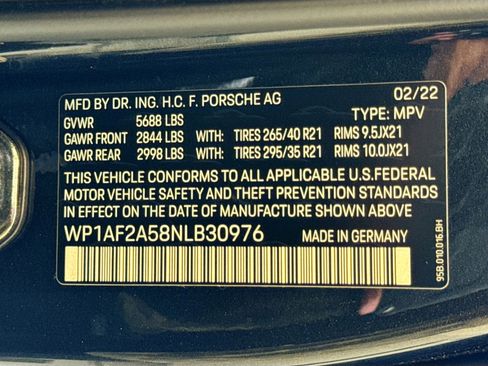 MFD BY DR. ING. H.C. F. PORSCHE AG 02/22
GVWR 5688 LBS TYPE: MPV
GAWR FRONT 2844 LBS WITH: TIRES 265/40 R21 RIMS 9.5JX21
GAWR REAR 2998 LBS WITH: TIRES 295/35 R21 RIMS 10.0JX21
THIS VEHICLE CONFORMS TO ALL APPLICABLE U.S.FEDERAL
MOTOR VEHICLE SAFETY AND THEFT PREVENTION STANDARDS
IN EFFECT ON THE DATE OF MANUFACTURE SHOWN ABOVE
WP1AF2A58NLB30976 MADE IN GERMANY
95B.010.016.BH